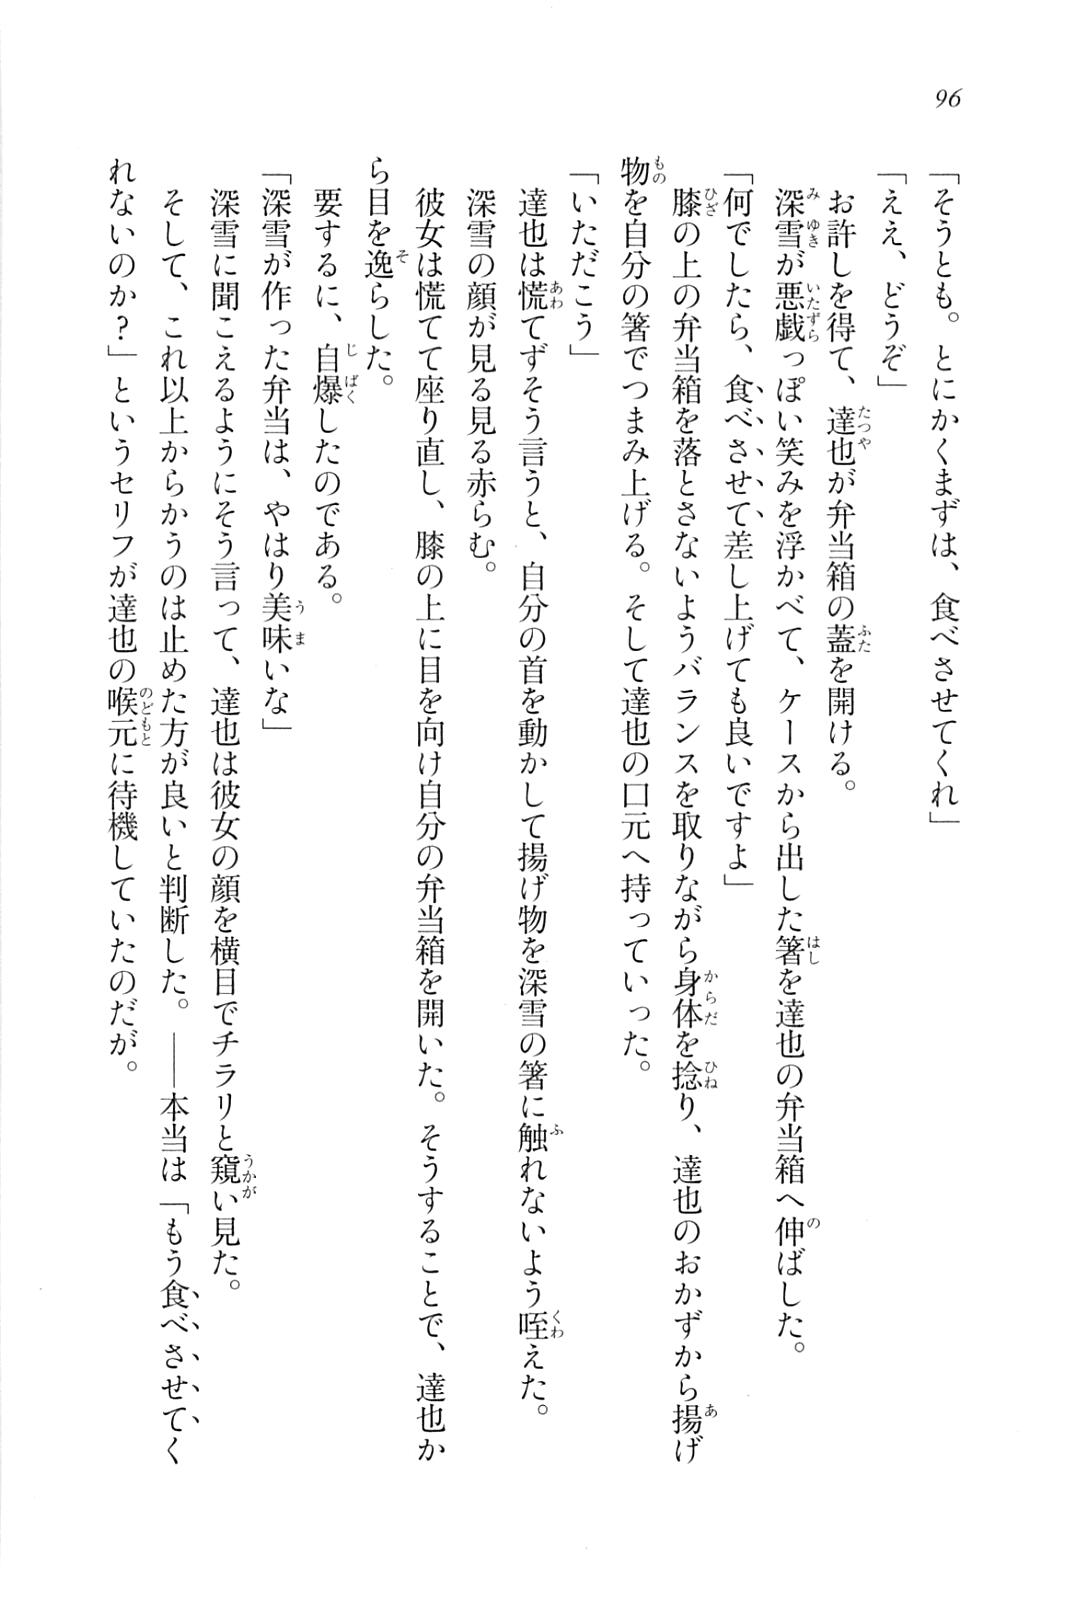 96
「そうとも。とにかくまずは、食べさせてくれ」
「ええ、どうぞ」
お許しを得て、達也が弁当箱の蓋を開ける。
深雪が悪戯っぽい笑みを浮かべて、ケースから出した箸を達也の弁当箱へ伸ばした。
「何でしたら、食べさせて差し上げても良いですよ」
膝の上の弁当箱を落とさないようバランスを取りながら身体を捻り、達也のおかずから揚げ
物を自分の箸でつまみ上げる。そして達也の口元へ持っていった。
「いただこう」
達也は慌てずそう言うと、自分の首を動かして揚げ物を深雪の箸に触れないよう咥えた。
深雪の顔が見る見る赤らむ。
彼女は慌てて座り直し、膝の上に目を向け自分の弁当箱を開いた。そうすることで、達也か
ら目を逸らした。
要するに、自爆したのである。
「深雪が作った弁当は、やはり美味いな」
深雪に聞こえるようにそう言って、達也は彼女の顔を横目でチラリと窺い見た。
そして、これ以上からかうのは止めた方が良いと判断した。――本当は「もう食べさせてく
れないのか？」というセリフが達也の喉元に待機していたのだが。